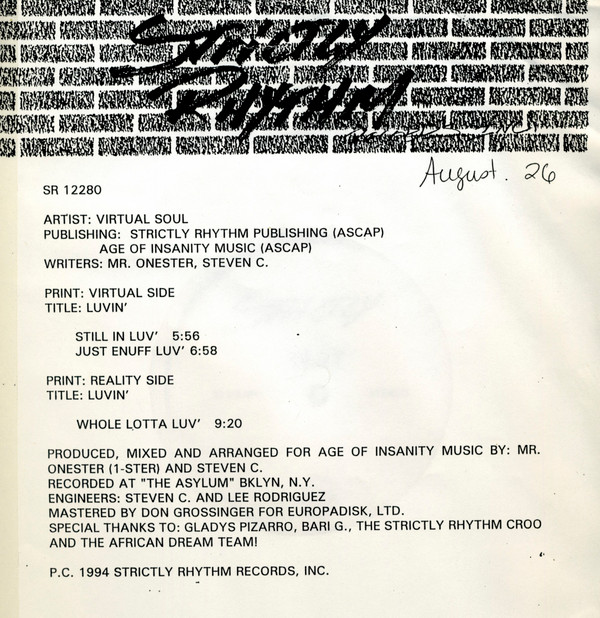 STRICTLY
RHYTHM
August. 26
SR 12280
ARTIST: VIRTUAL SOUL
PUBLISHING: STRICTLY RHYTHM PUBLISHING (ASCAP)
AGE OF INSANITY MUSIC (ASCAP)
WRITERS: MR. ONESTER, STEVEN C.
PRINT: VIRTUAL SIDE
TITLE: LUVIN'
STILL IN LUV' 5:56
JUST ENUFF LUV' 6:58
PRINT: REALITY SIDE
TITLE: LUVIN'
WHOLE LOTTA LUV' 9:20
PRODUCED, MIXED AND ARRANGED FOR AGE OF INSANITY MUSIC BY: MR.
ONESTER (1-STER) AND STEVEN C.
RECORDED AT "THE ASYLUM" BKLYN, N.Y.
ENGINEERS: STEVEN C. AND LEE RODRIGUEZ
MASTERED BY DON GROSSINGER FOR EUROPADISK, LTD.
SPECIAL THANKS TO: GLADYS PIZARRO, BARI G., THE STRICTLY RHYTHM CROO
AND THE AFRICAN DREAM TEAM!
P.C. 1994 STRICTLY RHYTHM RECORDS, INC.